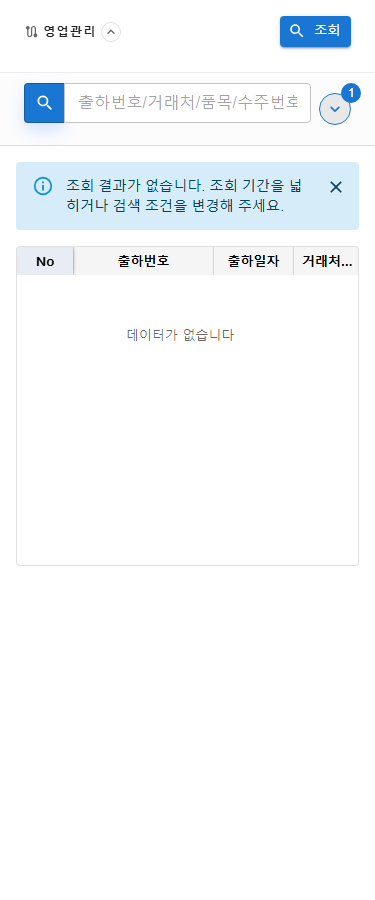 영업관리
조회
출하번호/거래처/품목/수주번호
1
조회 결과가 없습니다. 조회 기간을 넓
히거나 검색 조건을 변경해 주세요.
No 출하번호 출하일자 거래처...
데이터가 없습니다